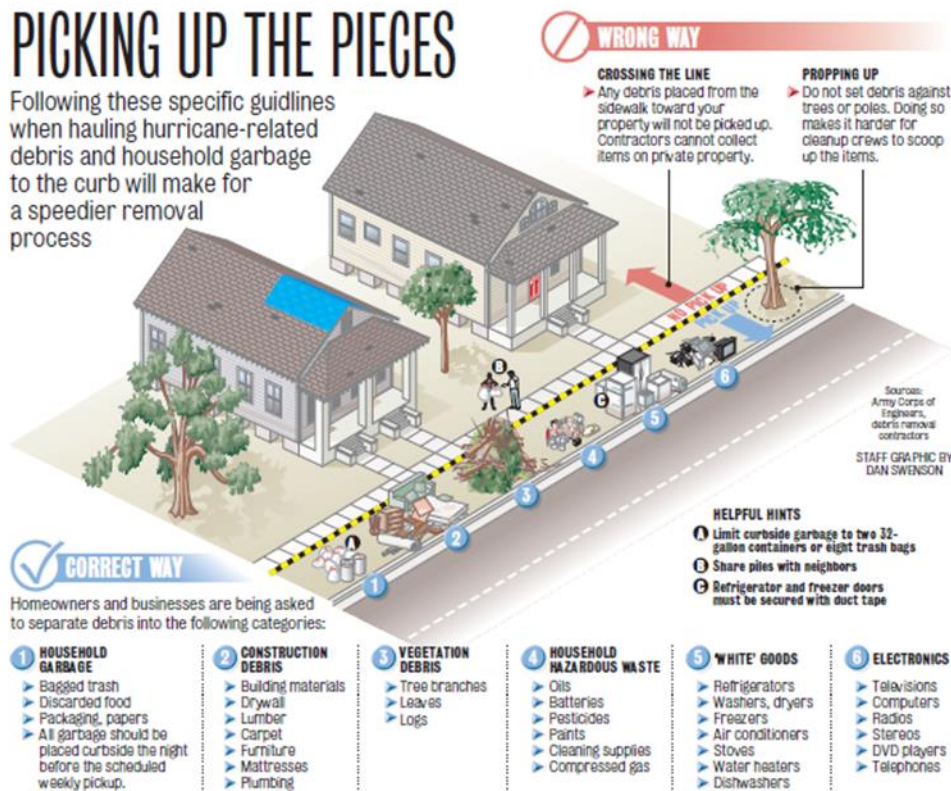 PICKING UP THE PIECES
Following these specific guidlines
when hauling hurricane-related
debris and household garbage
to the curb will make for
a speedier removal
process
WRONG WAY
CROSSING THE LINE
Any debris placed from the
sidewalk toward your
property will not be picked up.
Contractors cannot collect
items on private property.
PROPPING UP
Do not set debris against
trees or poles. Doing so
makes it harder for
cleanup crews to scoop
up the items.
NO PICK UP
PICK UP
B
C
A
1
2
3
4
5
6
Sources:
Army Corps of
Engineers,
debris removal
contractors
STAFF GRAPHIC BY
DAN SWENSON
HELPFUL HINTS
A Limit curbside garbage to two 32-
gallon containers or eight trash bags
B Share piles with neighbors
C Refrigerator and freezer doors
must be secured with duct tape
CORRECT WAY
Homeowners and businesses are being asked
to separate debris into the following categories:
1 HOUSEHOLD
GARBAGE
Bagged trash
Discarded food
Packaging, papers
All garbage should be
placed curbside the night
before the scheduled
weekly pickup.
2 CONSTRUCTION
DEBRIS
Building materials
Drywall
Lumber
Carpet
Furniture
Mattresses
Plumbing
3 VEGETATION
DEBRIS
Tree branches
Leaves
Logs
4 HOUSEHOLD
HAZARDOUS WASTE
Oils
Batteries
Pesticides
Paints
Cleaning supplies
Compressed gas
5 'WHITE' GOODS
Refrigerators
Washers, dryers
Freezers
Air conditioners
Stoves
Water heaters
Dishwashers
6 ELECTRONICS
Televisions
Computers
Radios
Stereos
DVD players
Telephones